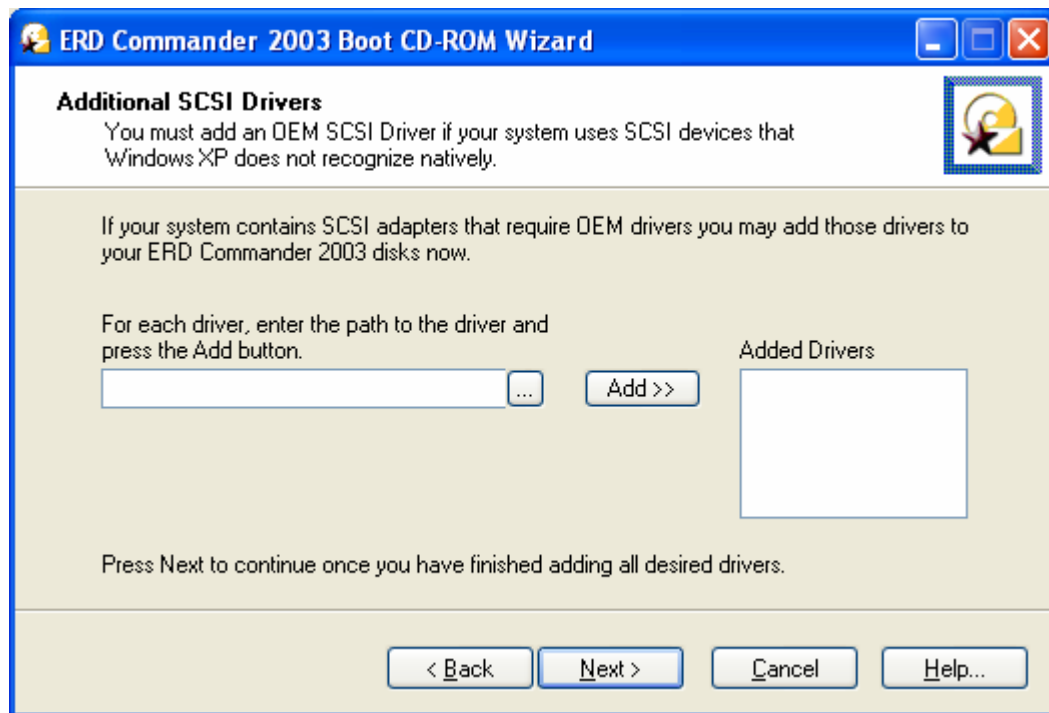 ERD Commander 2003 Boot CD-ROM Wizard
Additional SCSI Drivers
You must add an OEM SCSI Driver if your system uses SCSI devices that
Windows XP does not recognize natively.
If your system contains SCSI adapters that require OEM drivers you may add those drivers to
your ERD Commander 2003 disks now.
For each driver, enter the path to the driver and
press the Add button.
Added Drivers
...
Add >>
Press Next to continue once you have finished adding all desired drivers.
< Back
Next >
Cancel
Help...